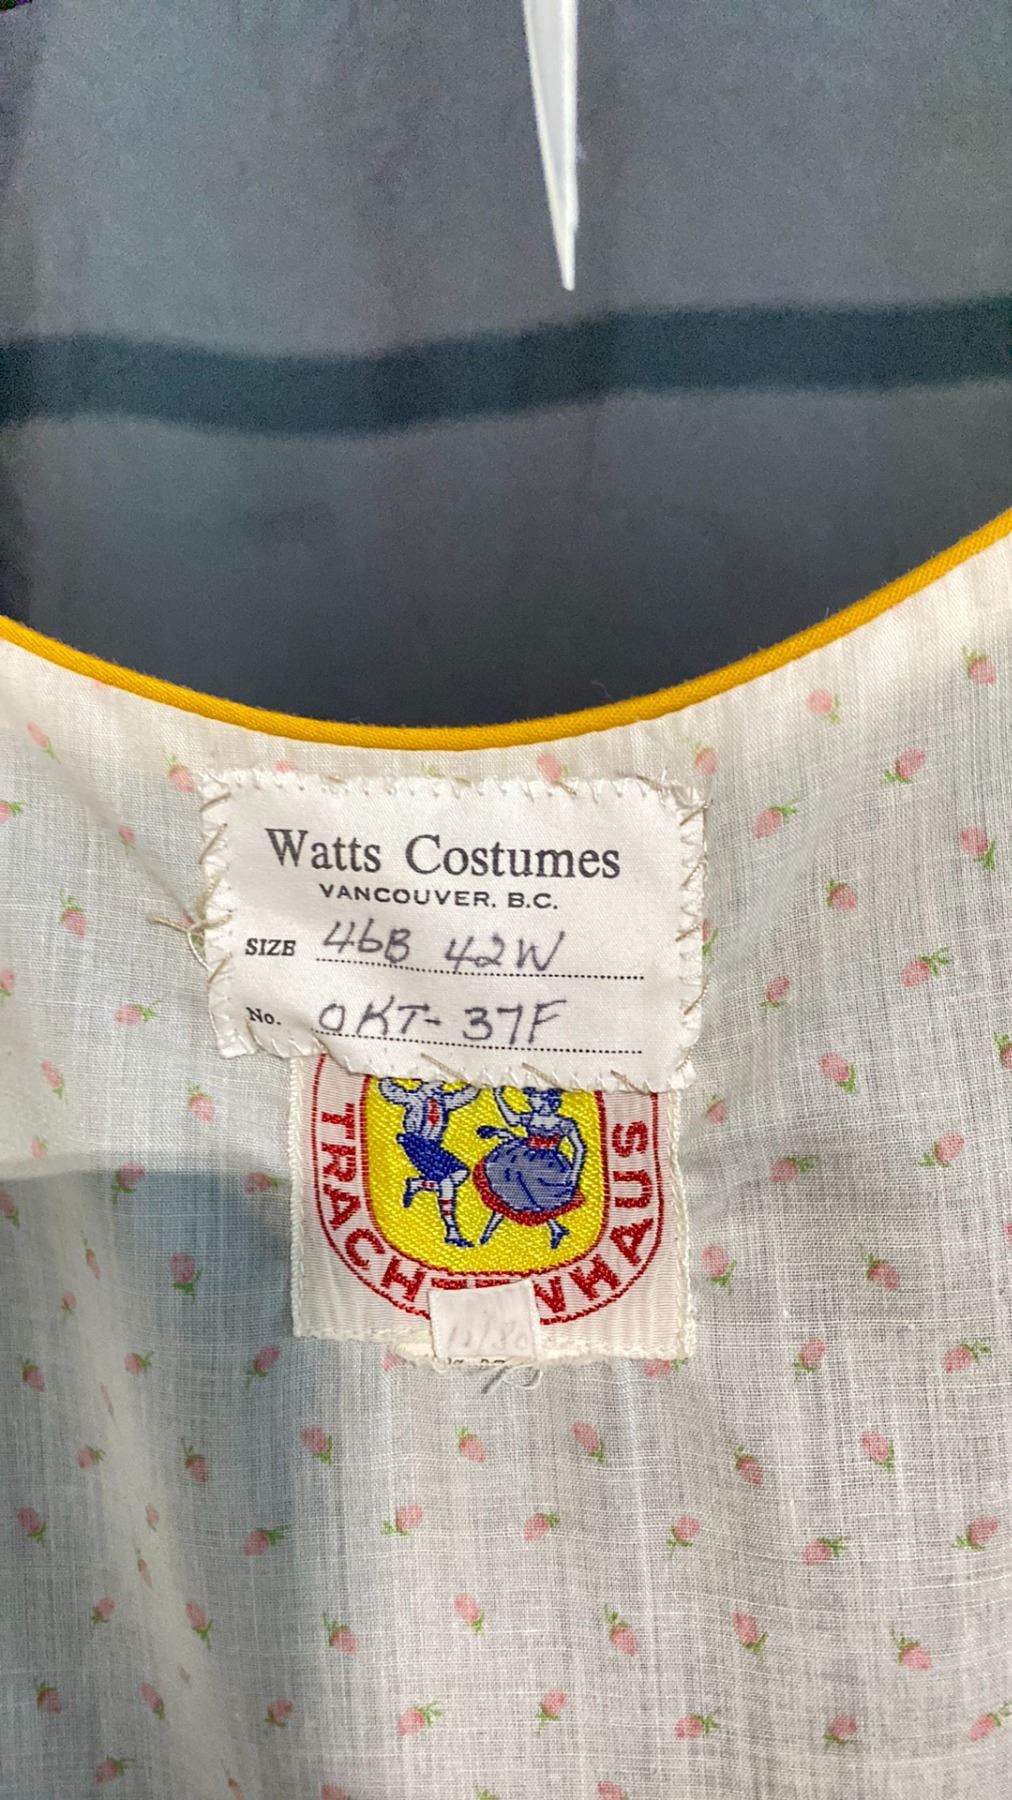 Watts Costumes
VANCOUVER, B.C.
SIZE 46B 42W
No. OKT- 37F
TRACHTENHAUS